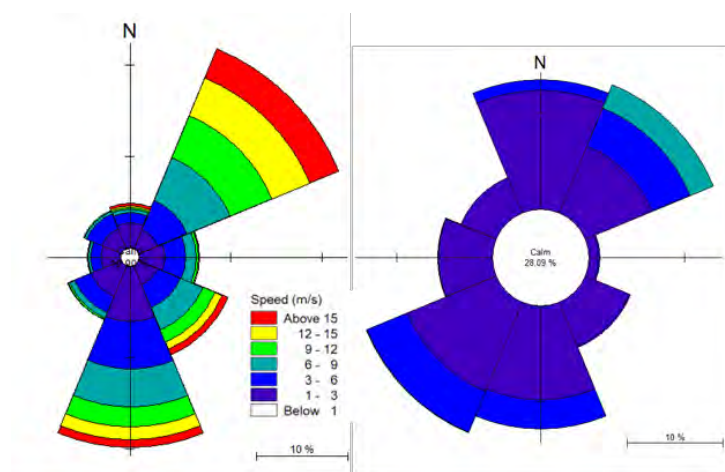 N
Speed (m/s)
Above 15
12 - 15
9 - 12
6 - 9
3 - 6
1 - 3
Below 1
10 %
N
Calm
28.09 %
10 %